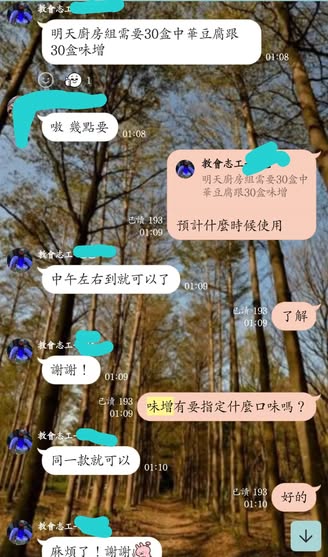 教會志工
明天廚房組需要30盒中華豆腐跟
30盒味增
1
01:08
嗷 幾點要
01:08
教會志工
明天廚房組需要30盒中
華豆腐跟30盒味增
預計什麼時候使用
已讀 193
01:09
教會志工
中午左右到就可以了
01:09
已讀 193
01:09
了解
教會志工
謝謝！
01:09
已讀 193
01:09
味增有要指定什麼口味嗎？
教會志工
同一款就可以
01:10
已讀 193
01:10
好的
教會志工
麻煩了！謝謝